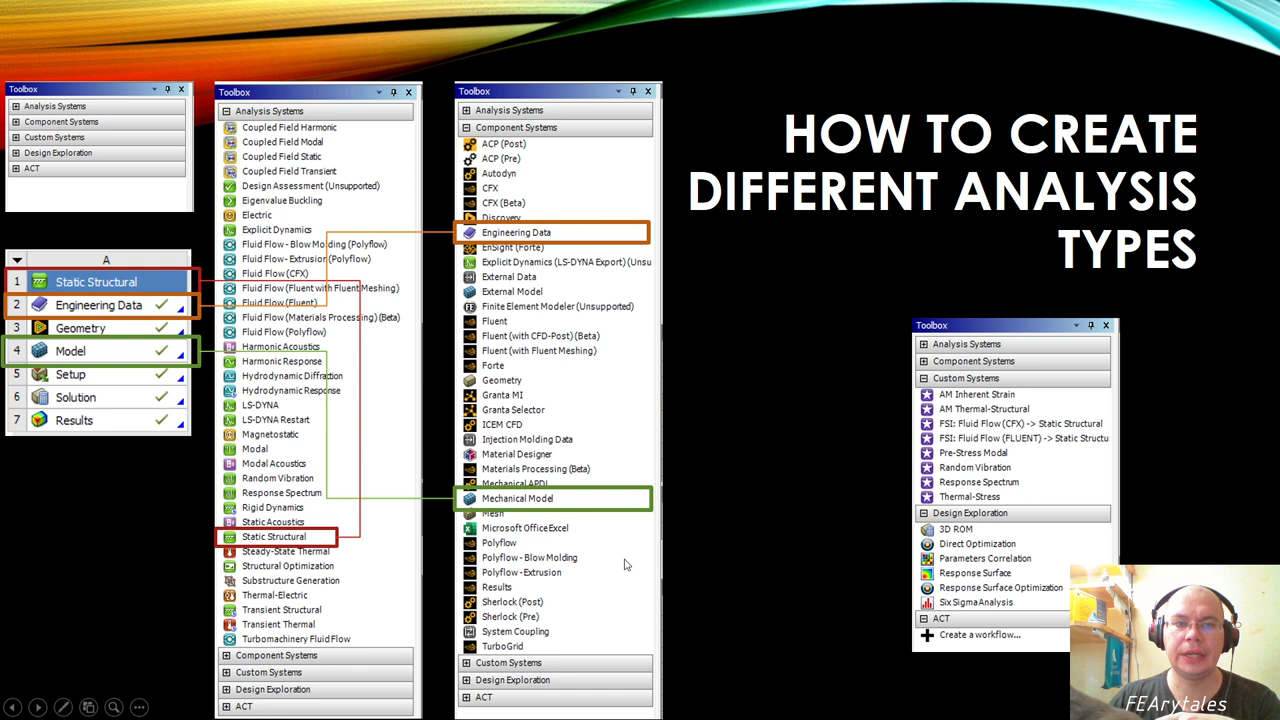 HOW TO CREATE
DIFFERENT ANALYSIS
TYPES
Toolbox
Analysis Systems
Component Systems
Custom Systems
Design Exploration
ACT
A
1 Static Structural
2 Engineering Data
3 Geometry
4 Model
5 Setup
6 Solution
7 Results
Toolbox
Analysis Systems
Coupled Field Harmonic
Coupled Field Modal
Coupled Field Static
Coupled Field Transient
Design Assessment (Unsupported)
Eigenvalue Buckling
Electric
Explicit Dynamics
Fluid Flow - Blow Molding (Polyflow)
Fluid Flow - Extrusion (Polyflow)
Fluid Flow (CFX)
Fluid Flow (Fluent with Fluent Meshing)
Fluid Flow (Fluent)
Fluid Flow (Materials Processing) (Beta)
Fluid Flow (Polyflow)
Harmonic Acoustics
Harmonic Response
Hydrodynamic Diffraction
Hydrodynamic Response
LS-DYNA
LS-DYNA Restart
Magnetostatic
Modal
Modal Acoustics
Random Vibration
Response Spectrum
Rigid Dynamics
Static Acoustics
Static Structural
Steady-State Thermal
Structural Optimization
Substructure Generation
Thermal-Electric
Transient Structural
Transient Thermal
Turbomachinery Fluid Flow
Component Systems
Custom Systems
Design Exploration
ACT
Toolbox
Analysis Systems
Component Systems
ACP (Post)
ACP (Pre)
Autodyn
CFX
CFX (Beta)
Discovery
Engineering Data
EnSight (Forte)
Explicit Dynamics (LS-DYNA Export) (Unsu
External Data
External Model
Finite Element Modeler (Unsupported)
Fluent
Fluent (with CFD-Post) (Beta)
Fluent (with Fluent Meshing)
Forte
Geometry
Granta MI
Granta Selector
ICEM CFD
Injection Molding Data
Material Designer
Materials Processing (Beta)
Mechanical APDL
Mechanical Model
Mesh
Microsoft Office Excel
Polyflow
Polyflow - Blow Molding
Polyflow - Extrusion
Results
Sherlock (Post)
Sherlock (Pre)
System Coupling
TurboGrid
Custom Systems
Design Exploration
ACT
Toolbox
Analysis Systems
Component Systems
Custom Systems
AM Inherent Strain
AM Thermal-Structural
FSI: Fluid Flow (CFX) -> Static Structural
FSI: Fluid Flow (FLUENT) -> Static Structu
Pre-Stress Modal
Random Vibration
Response Spectrum
Thermal-Stress
Design Exploration
3D ROM
Direct Optimization
Parameters Correlation
Response Surface
Response Surface Optimization
Six Sigma Analysis
ACT
Create a workflow...
FEArytales